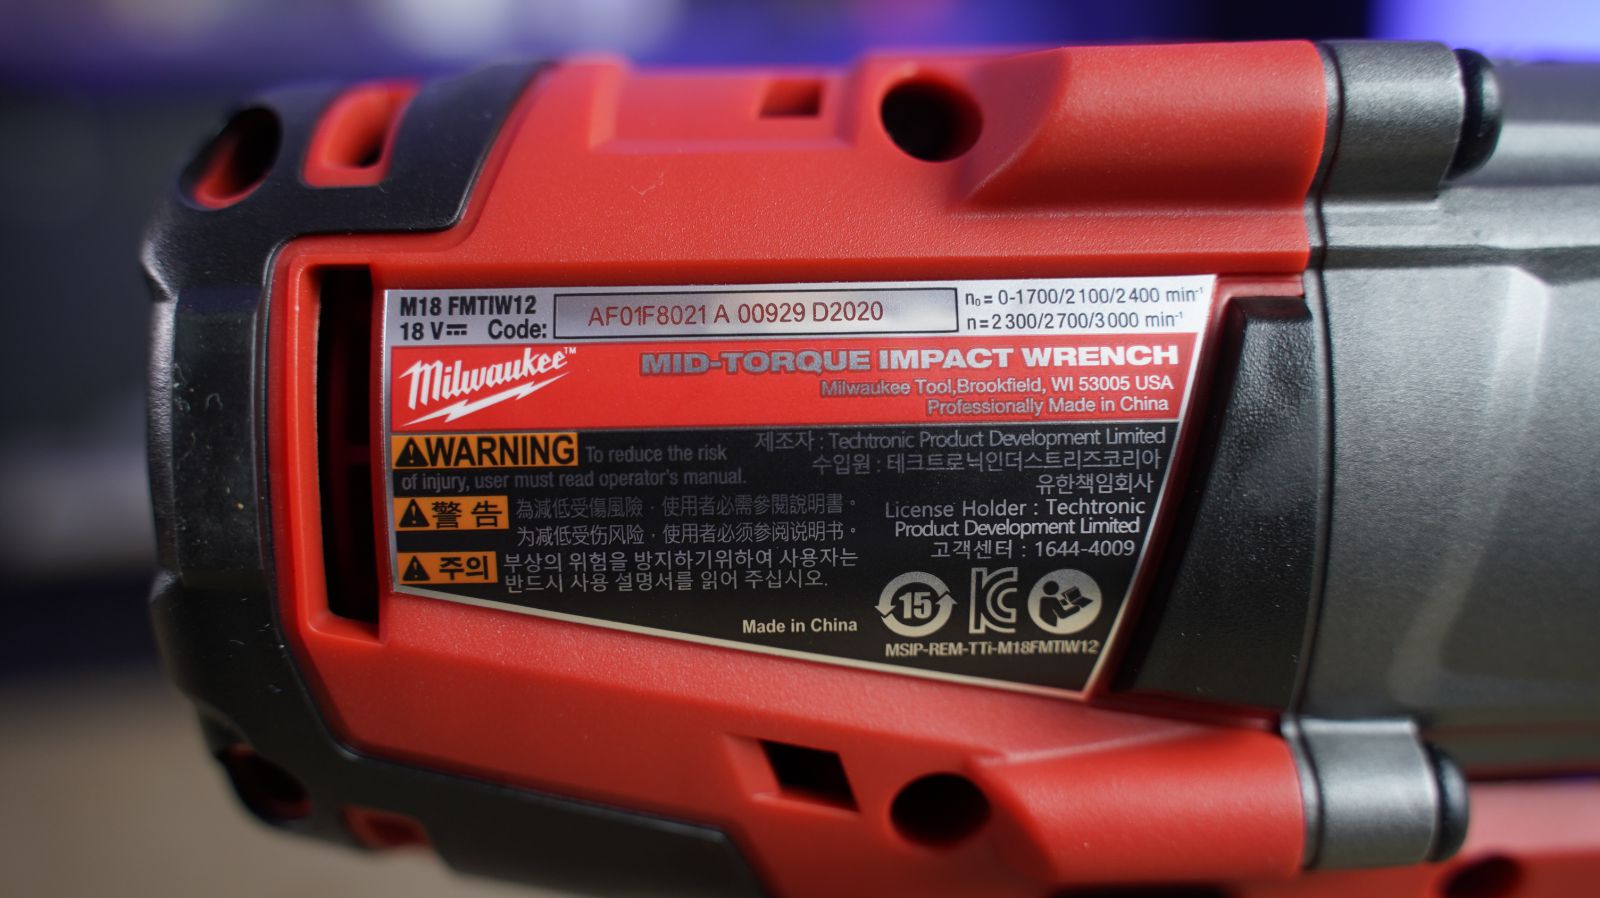 M18 FMTIW12
18 V⎓ Code:
AF01F8021 A 00929 D2020
n₀ = 0-1700/2100/2400 min⁻¹
n = 2300/2700/3000 min⁻¹
Milwaukee™
MID-TORQUE IMPACT WRENCH
Milwaukee Tool,Brookfield, WI 53005 USA
Professionally Made in China
⚠WARNING To reduce the risk
of injury, user must read operator's manual.
⚠警告 為減低受傷風險，使用者必需參閱說明書。
为减低受伤风险，使用者必须参阅说明书。
⚠주의 부상의 위험을 방지하기위하여 사용자는
반드시 사용 설명서를 읽어 주십시오.
제조자 : Techtronic Product Development Limited
수입원 : 테크트로닉인더스트리즈코리아
유한책임회사
License Holder : Techtronic
Product Development Limited
고객센터 : 1644-4009
Made in China
15
KC
MSIP-REM-TTi-M18FMTIW12